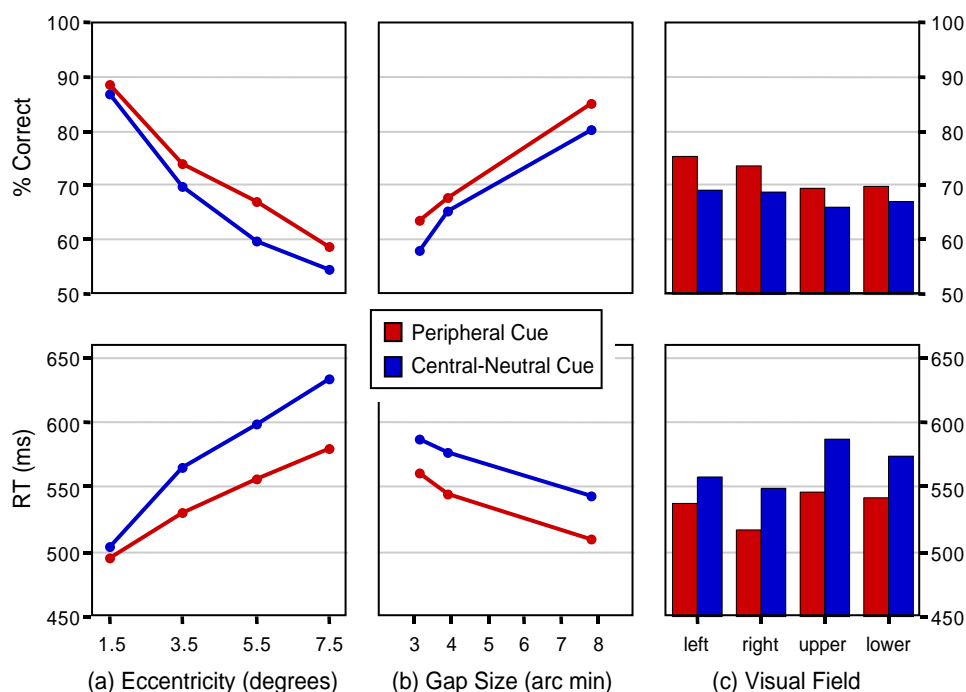 100
90
80
70
60
50
% Correct
100
90
80
70
60
50
Peripheral Cue
Central-Neutral Cue
650
600
550
500
450
RT (ms)
650
600
550
500
450
1.5 3.5 5.5 7.5
3 4 5 6 7 8
left right upper lower
(a) Eccentricity (degrees) (b) Gap Size (arc min) (c) Visual Field